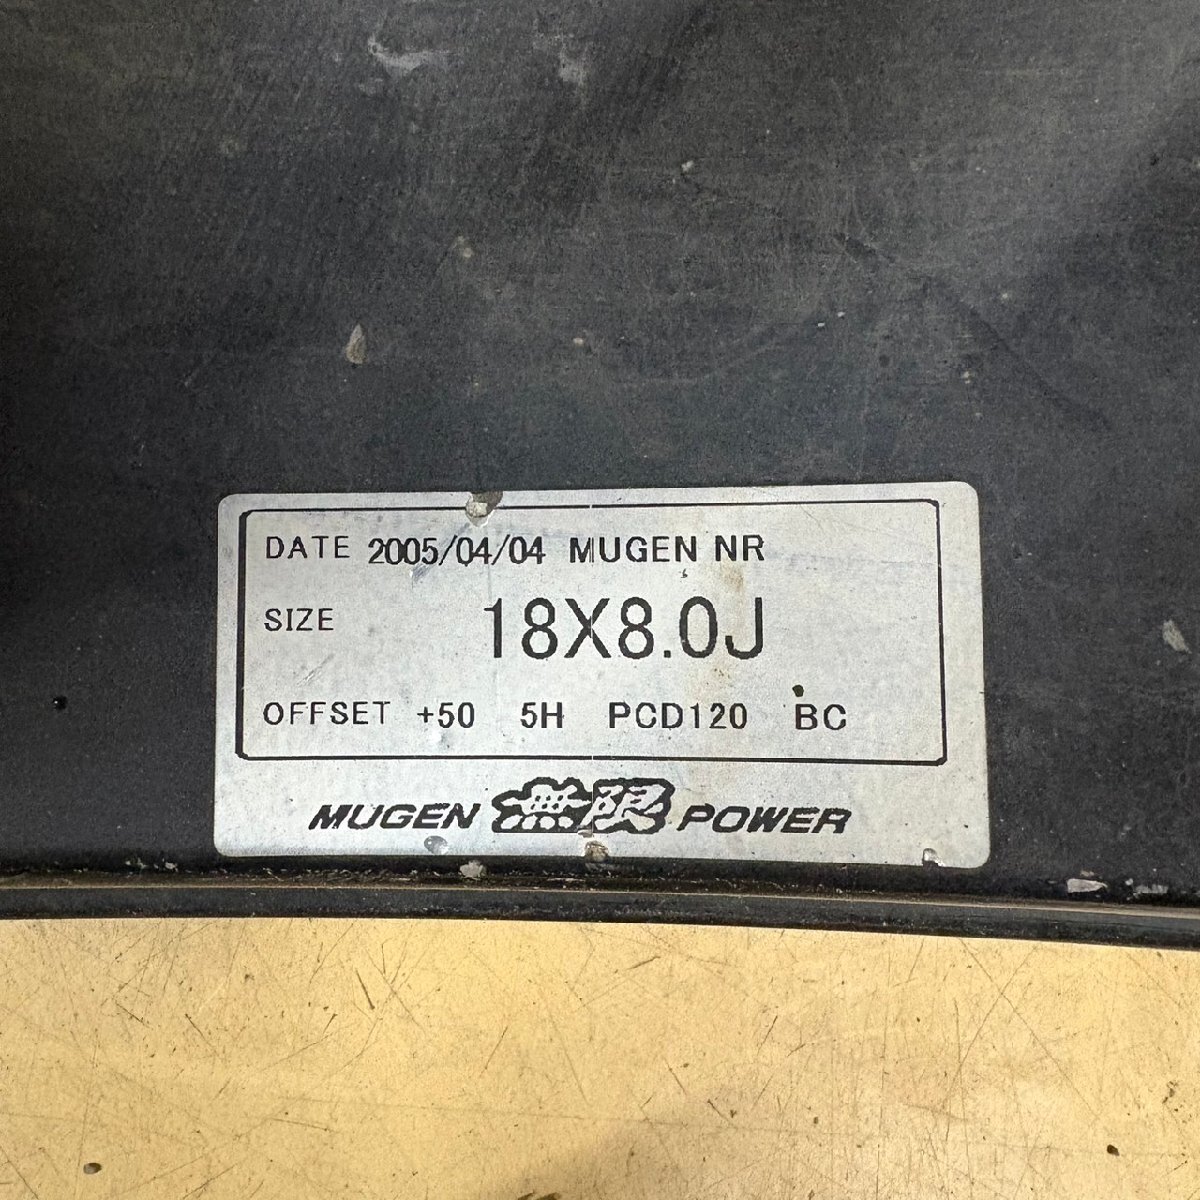 DATE 2005/04/04 MUGEN NR
SIZE 18X8.0J
OFFSET +50 5H PCD120 BC
MUGEN 無限 POWER